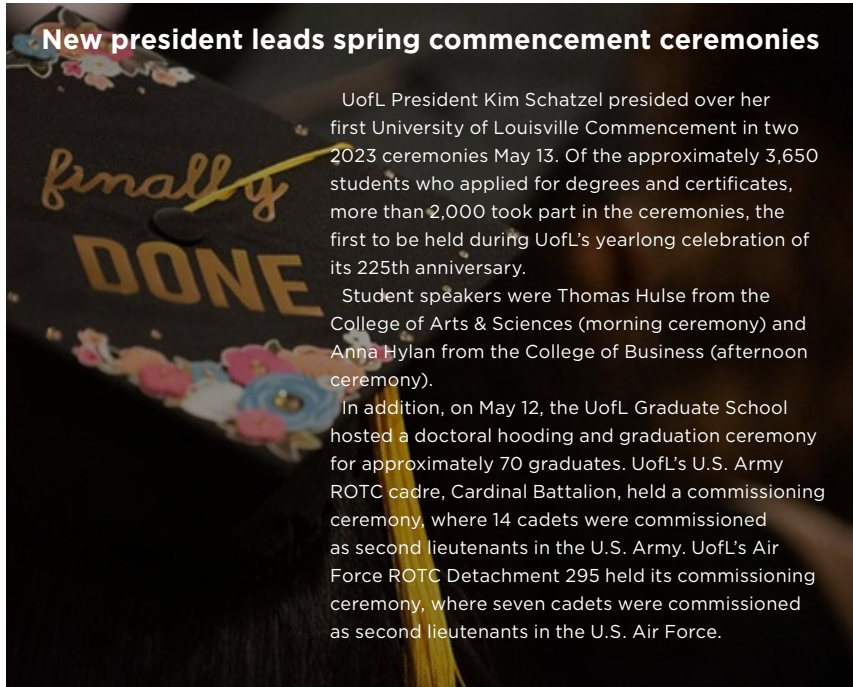 New president leads spring commencement ceremonies
finally
DONE
UofL President Kim Schatzel presided over her
first University of Louisville Commencement in two
2023 ceremonies May 13. Of the approximately 3,650
students who applied for degrees and certificates,
more than 2,000 took part in the ceremonies, the
first to be held during UofL’s yearlong celebration of
its 225th anniversary.
Student speakers were Thomas Hulse from the
College of Arts & Sciences (morning ceremony) and
Anna Hylan from the College of Business (afternoon
ceremony).
In addition, on May 12, the UofL Graduate School
hosted a doctoral hooding and graduation ceremony
for approximately 70 graduates. UofL’s U.S. Army
ROTC cadre, Cardinal Battalion, held a commissioning
ceremony, where 14 cadets were commissioned
as second lieutenants in the U.S. Army. UofL’s Air
Force ROTC Detachment 295 held its commissioning
ceremony, where seven cadets were commissioned
as second lieutenants in the U.S. Air Force.